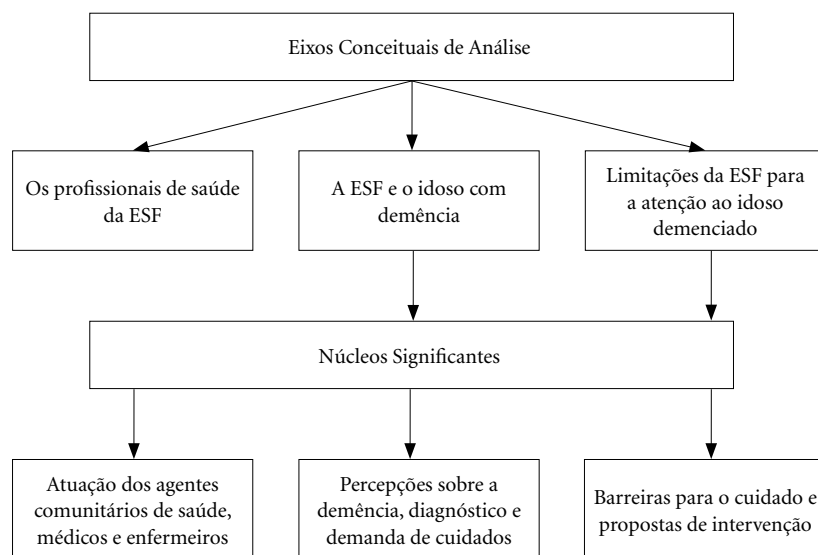 Eixos Conceituais de Análise
Os profissionais de saúde
da ESF
A ESF e o idoso com
demência
Limitações da ESF para
a atenção ao idoso
demenciado
Núcleos Significantes
Atuação dos agentes
comunitários de saúde,
médicos e enfermeiros
Percepções sobre a
demência, diagnóstico e
demanda de cuidados
Barreiras para o cuidado e
propostas de intervenção